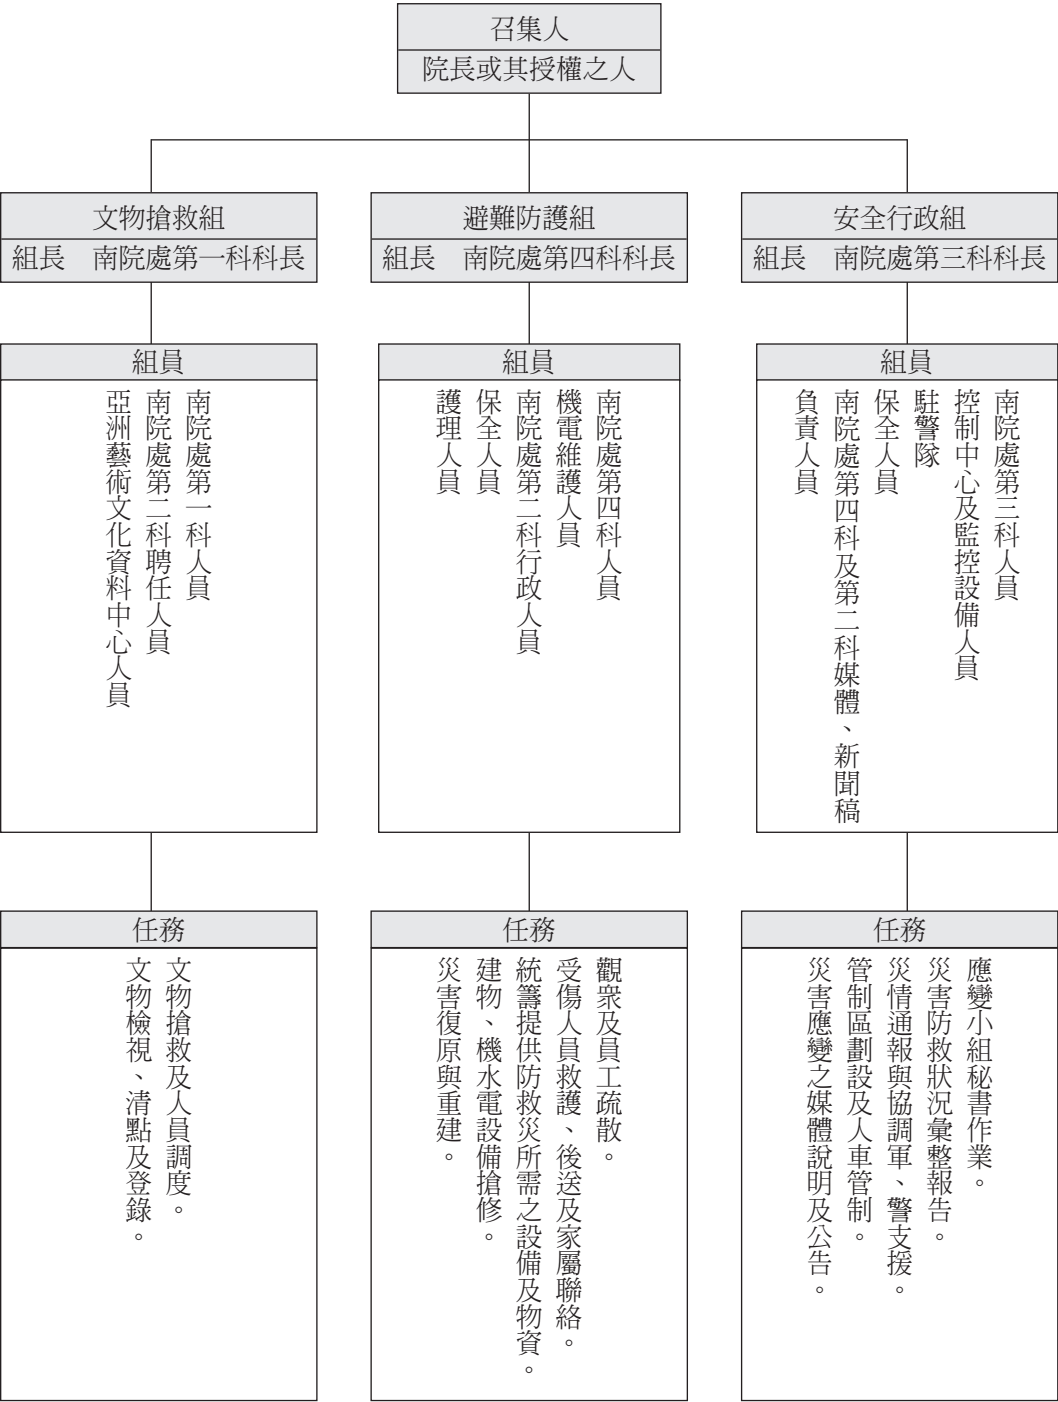 召集人
院長或其授權之人
文物搶救組
組長　南院處第一科科長
避難防護組
組長　南院處第四科科長
安全行政組
組長　南院處第三科科長
組員
南院處第一科人員
南院處第二科聘任人員
亞洲藝術文化資料中心人員
組員
南院處第四科人員
機電維護人員
南院處第二科行政人員
保全人員
護理人員
組員
南院處第三科人員
控制中心及監控設備人員
駐警隊
保全人員
南院處第四科及第二科媒體、新聞稿
負責人員
任務
文物搶救及人員調度。
文物檢視、清點及登錄。
任務
觀眾及員工疏散。
受傷人員救護、後送及家屬聯絡。
統籌提供防救災所需之設備及物資。
建物、機水電設備搶修。
災害復原與重建。
任務
應變小組秘書作業。
災害防救狀況彙整報告。
災情通報與協調軍、警支援。
管制區劃設及人車管制。
災害應變之媒體說明及公告。